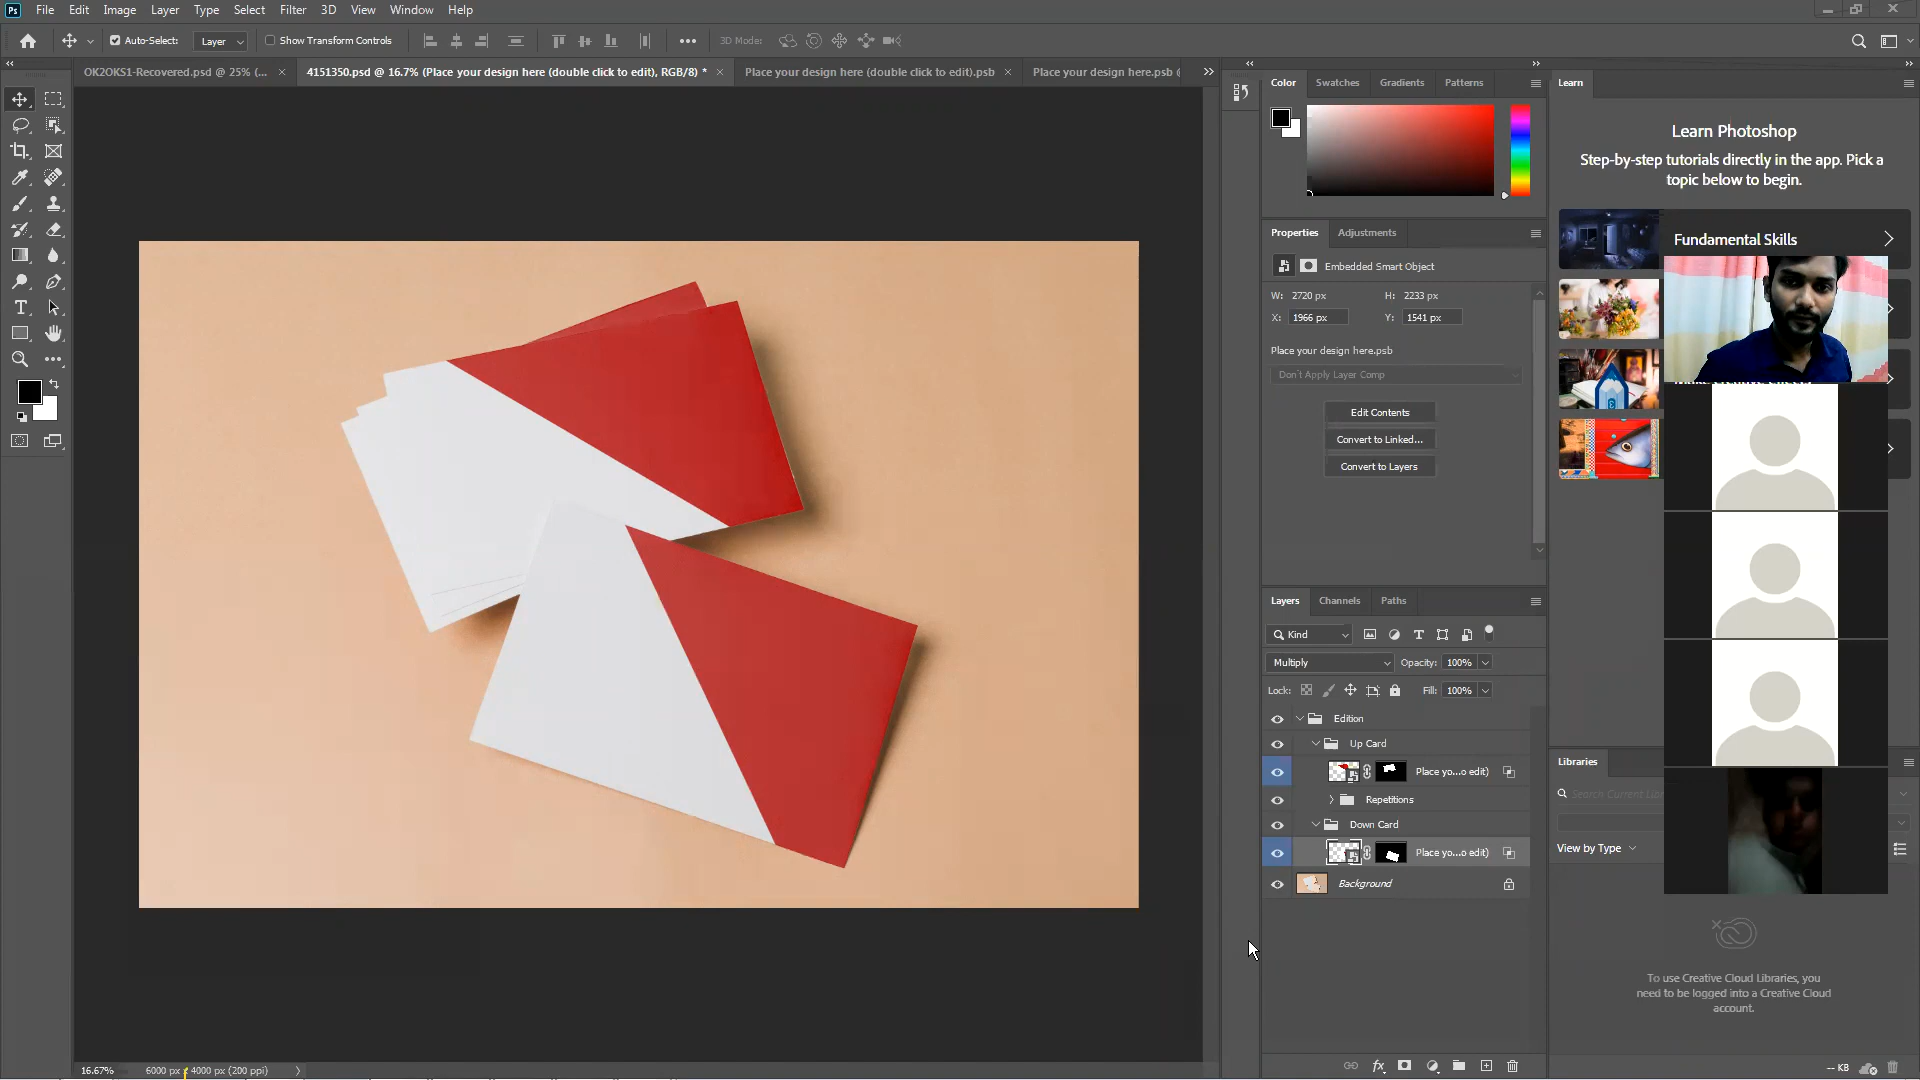 Ps File Edit Image Layer Type Select Filter 3D View Window Help
Auto-Select: Layer Show Transform Controls 3D Mode:
OK2OKS1-Recovered.psd @ 25% (...
4151350.psd @ 16.7% (Place your design here (double click to edit), RGB/8) *
Place your design here (double click to edit).psb
Place your design here.psb (
Color Swatches Gradients Patterns
Learn
Learn Photoshop
Step-by-step tutorials directly in the app. Pick a
topic below to begin.
Fundamental Skills
Properties Adjustments
Embedded Smart Object
W: 2720 px H: 2233 px
X: 1966 px Y: 1541 px
Place your design here.psb
Don't Apply Layer Comp
Edit Contents
Convert to Linked...
Convert to Layers
Layers Channels Paths
Kind
Multiply Opacity: 100%
Lock: Fill: 100%
Edition
Up Card
Place yo...o edit)
Repetitions
Down Card
Place yo...o edit)
Background
Libraries
Search Current Lib
View by Type
To use Creative Cloud Libraries, you
need to be logged into a Creative Cloud
account.
-- KB
16.67% 6000 px x 4000 px (200 ppi)